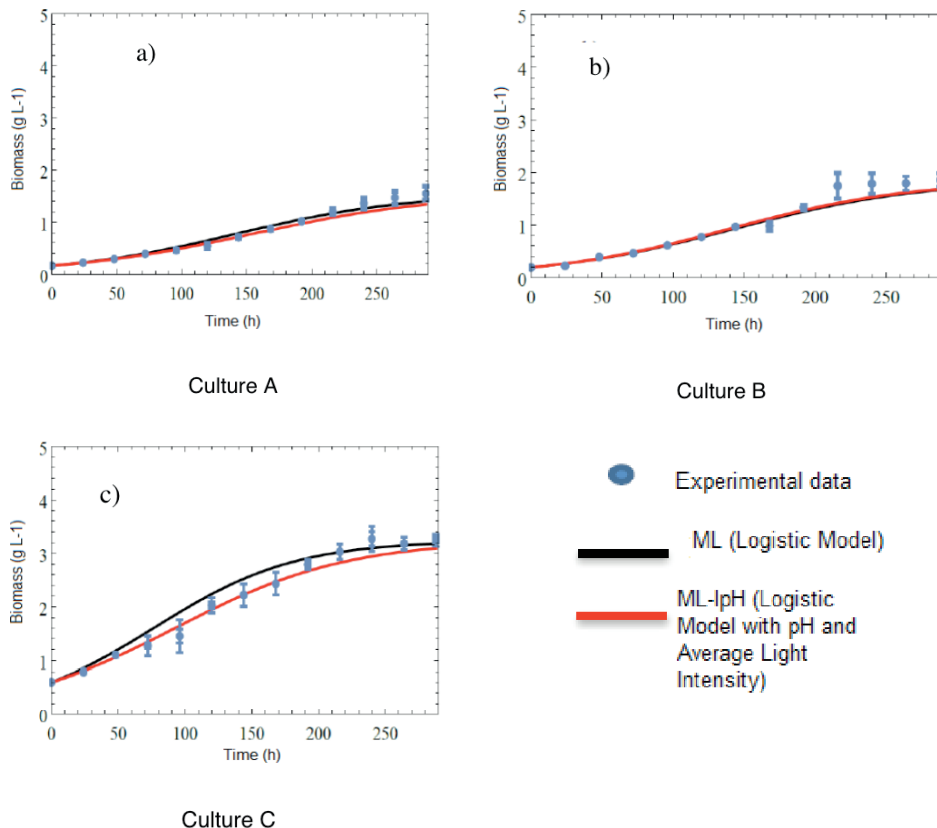 a)
5
4
3
2
1
0
Biomass (g L-1)
0 50 100 150 200 250
Time (h)
Culture A
b)
5
4
3
2
1
0
Biomass (g L-1)
0 50 100 150 200 250
Time (h)
Culture B
c)
5
4
3
2
1
0
Biomass (g L-1)
0 50 100 150 200 250
Time (h)
Culture C
Experimental data
ML (Logistic Model)
ML-IpH (Logistic
Model with pH and
Average Light
Intensity)